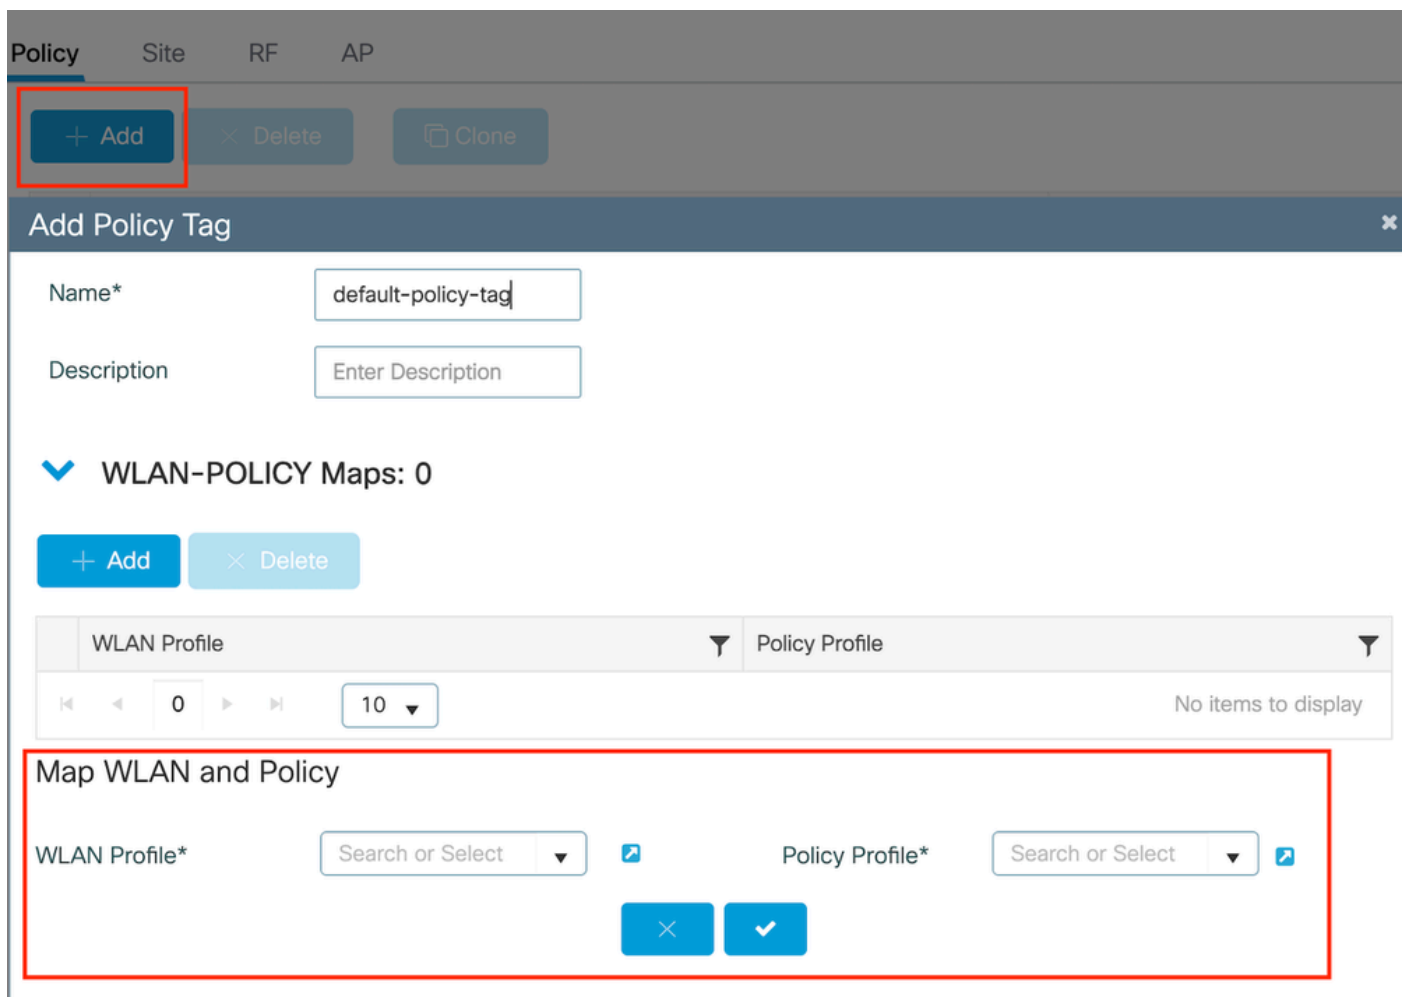 Policy Site RF AP
+ Add × Delete Clone
Add Policy Tag
Name* default-policy-tag
Description Enter Description
WLAN-POLICY Maps: 0
+ Add × Delete
WLAN Profile Policy Profile
0 10 No items to display
Map WLAN and Policy
WLAN Profile* Search or Select Policy Profile* Search or Select